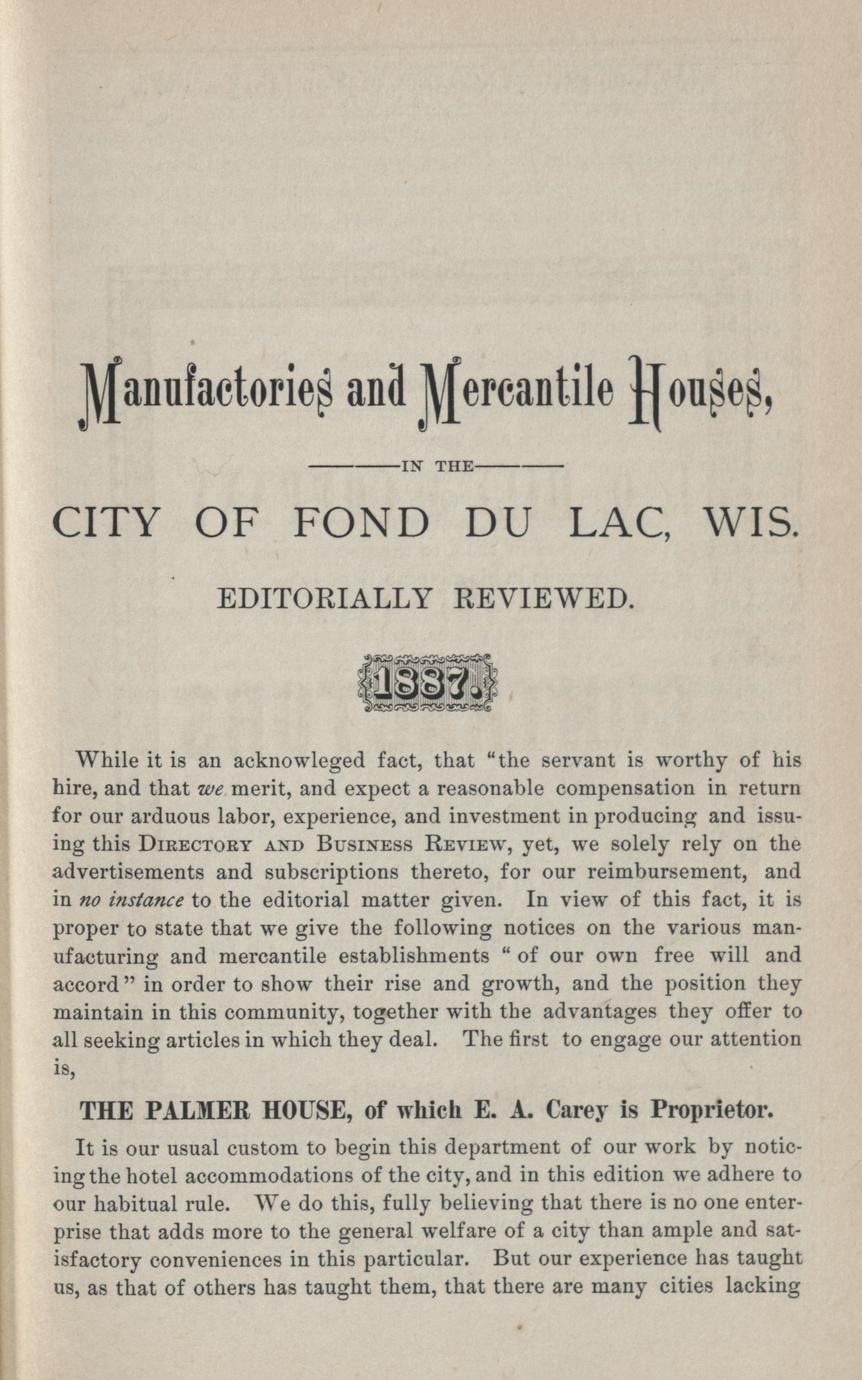 Manufactories and Mercantile Houses,
IN THE
CITY OF FOND DU LAC, WIS.
EDITORIALLY REVIEWED.
1887.
While it is an acknowleged fact, that "the servant is worthy of his
hire, and that we merit, and expect a reasonable compensation in return
for our arduous labor, experience, and investment in producing and issu-
ing this DIRECTORY AND BUSINESS REVIEW, yet, we solely rely on the
advertisements and subscriptions thereto, for our reimbursement, and
in no instance to the editorial matter given. In view of this fact, it is
proper to state that we give the following notices on the various man-
ufacturing and mercantile establishments " of our own free will and
accord" in order to show their rise and growth, and the position they
maintain in this community, together with the advantages they offer to
all seeking articles in which they deal. The first to engage our attention
is,
THE PALMER HOUSE, of which E. A. Carey is Proprietor.
It is our usual custom to begin this department of our work by notic-
ing the hotel accommodations of the city, and in this edition we adhere to
our habitual rule. We do this, fully believing that there is no one enter-
prise that adds more to the general welfare of a city than ample and sat-
isfactory conveniences in this particular. But our experience has taught
us, as that of others has taught them, that there are many cities lacking